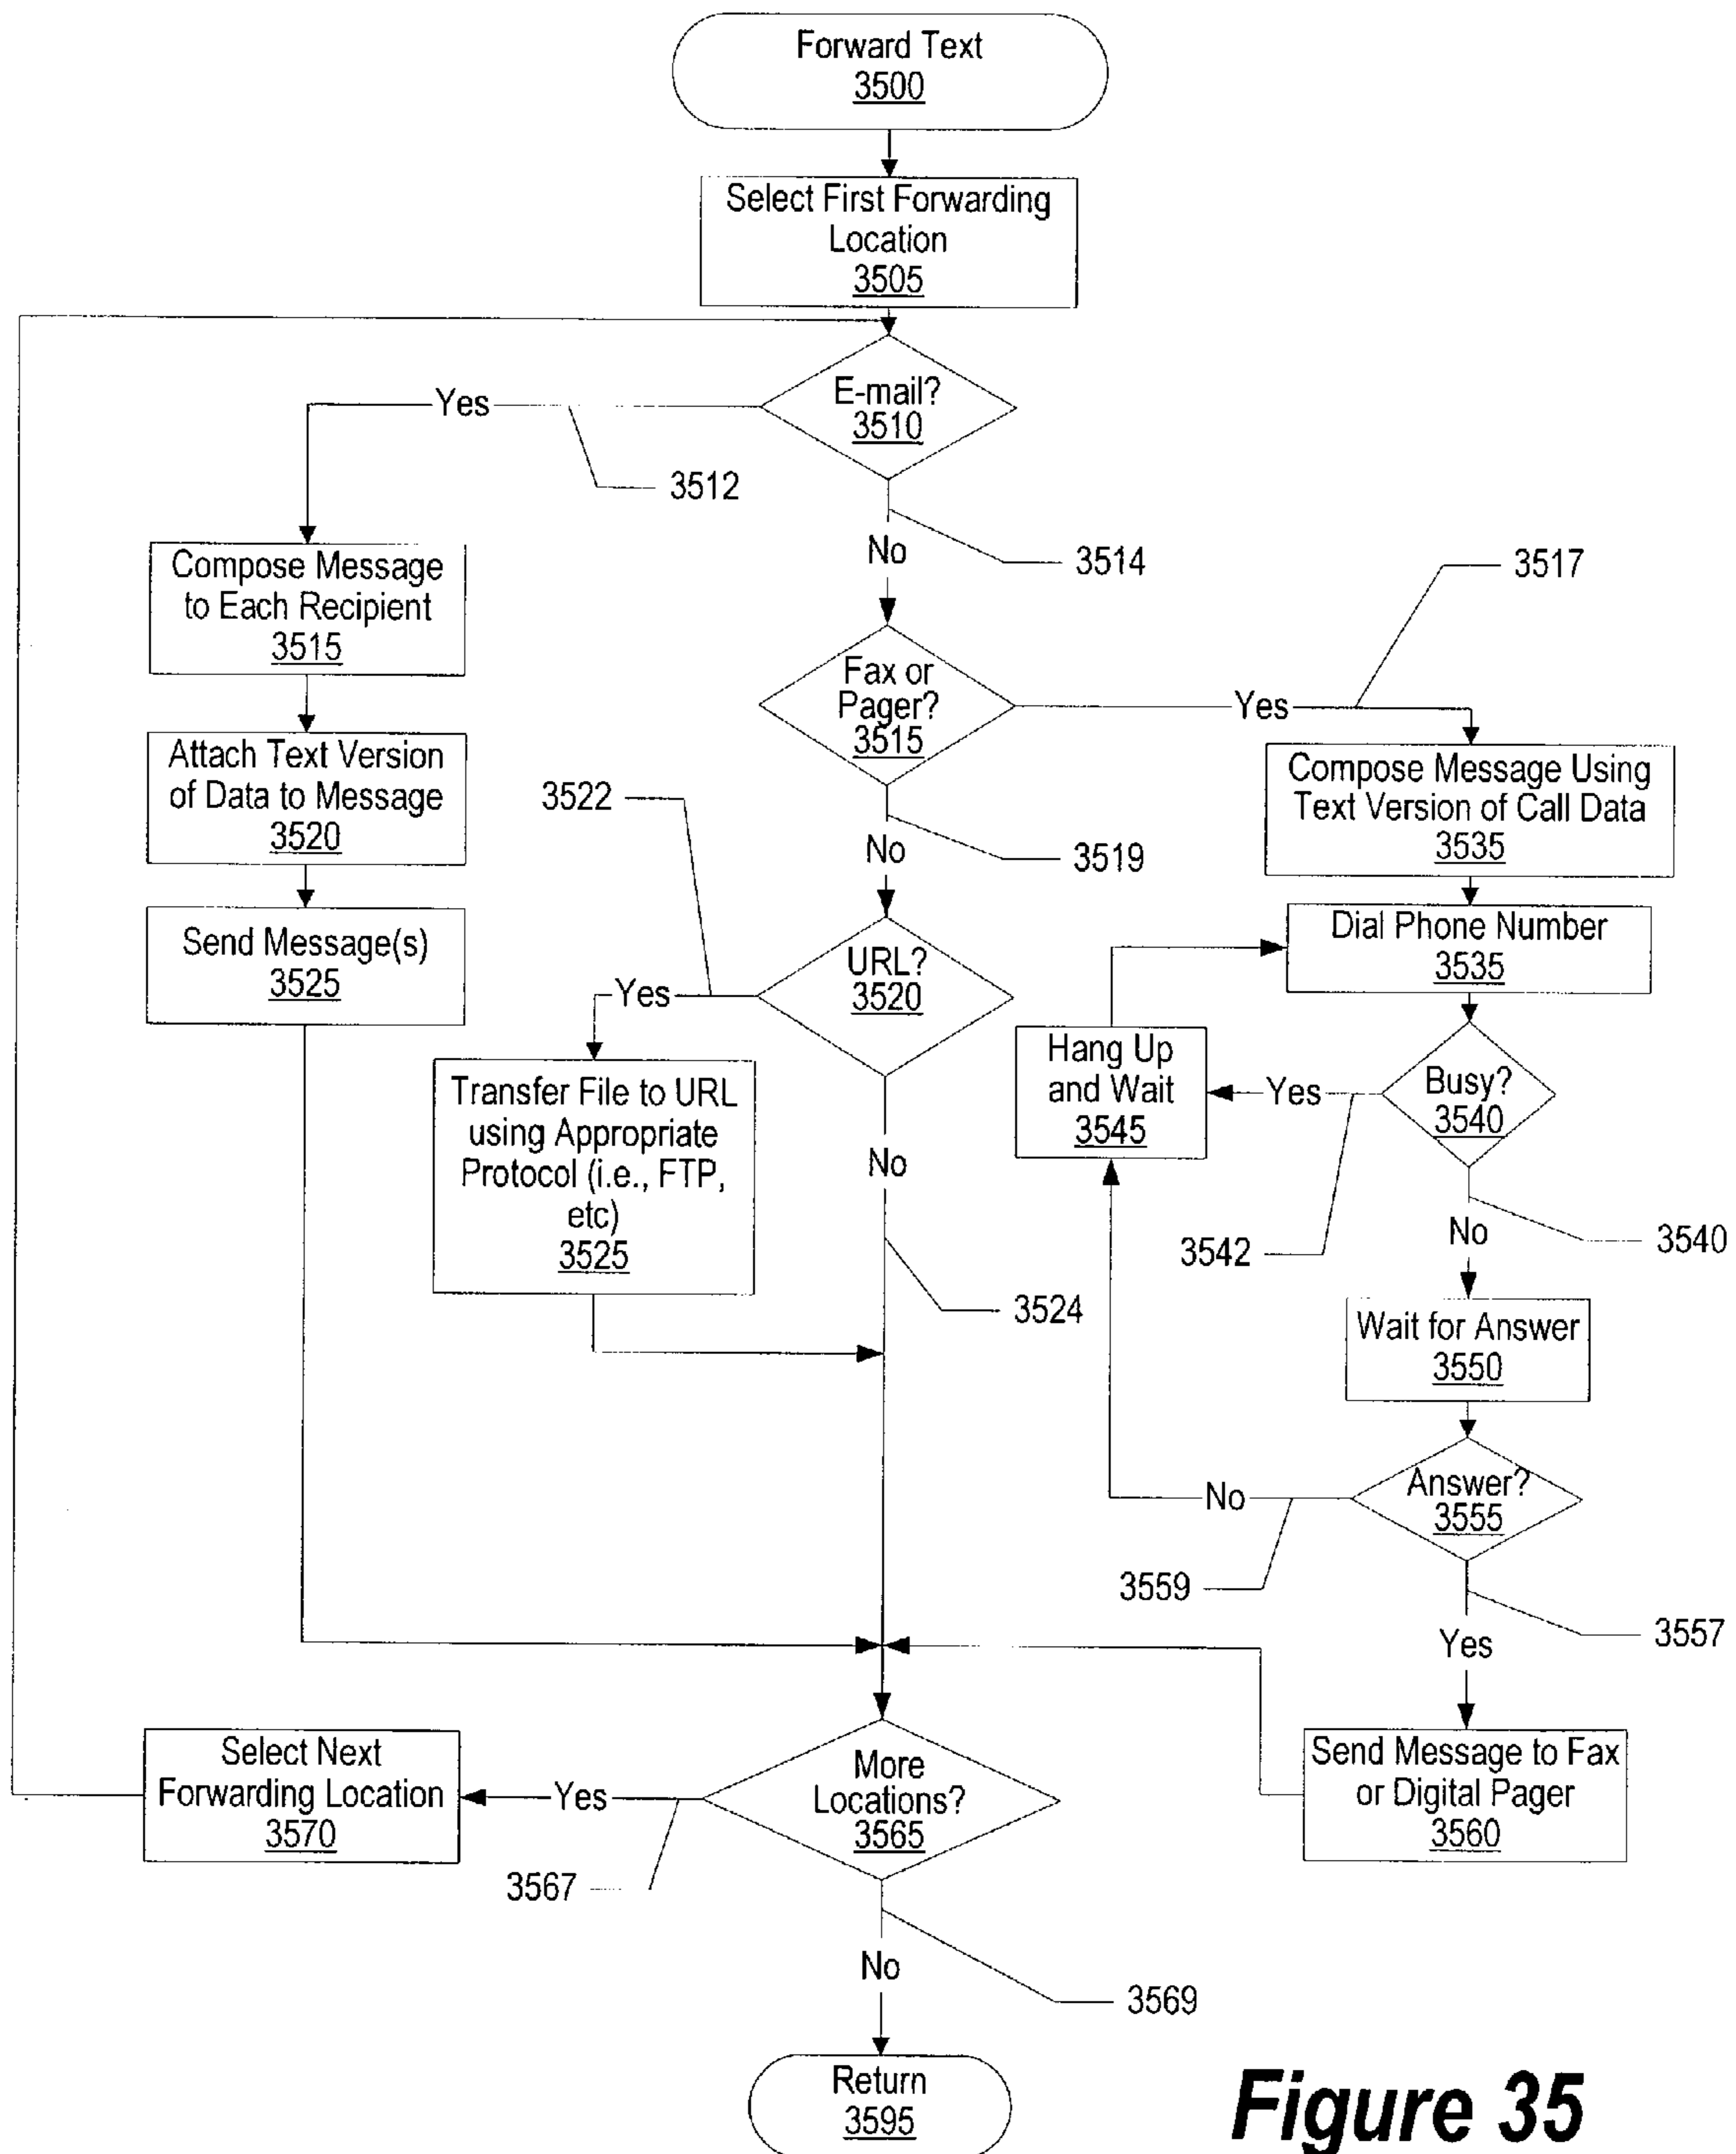 Forward Text
3500
Select First Forwarding
Location
3505
E-mail?
3510
Yes
3512
No
3514
Compose Message
to Each Recipient
3515
Attach Text Version
of Data to Message
3520
Send Message(s)
3525
Fax or
Pager?
3515
Yes
3517
No
3519
URL?
3520
Yes
3522
Transfer File to URL
using Appropriate
Protocol (i.e., FTP,
etc)
3525
No
3524
Compose Message Using
Text Version of Call Data
3535
Dial Phone Number
3535
Busy?
3540
Yes
3542
Hang Up
and Wait
3545
No
3540
Wait for Answer
3550
Answer?
3555
No
3559
Yes
3557
Send Message to Fax
or Digital Pager
3560
More
Locations?
3565
Yes
3567
Select Next
Forwarding Location
3570
No
3569
Return
3595
Figure 35